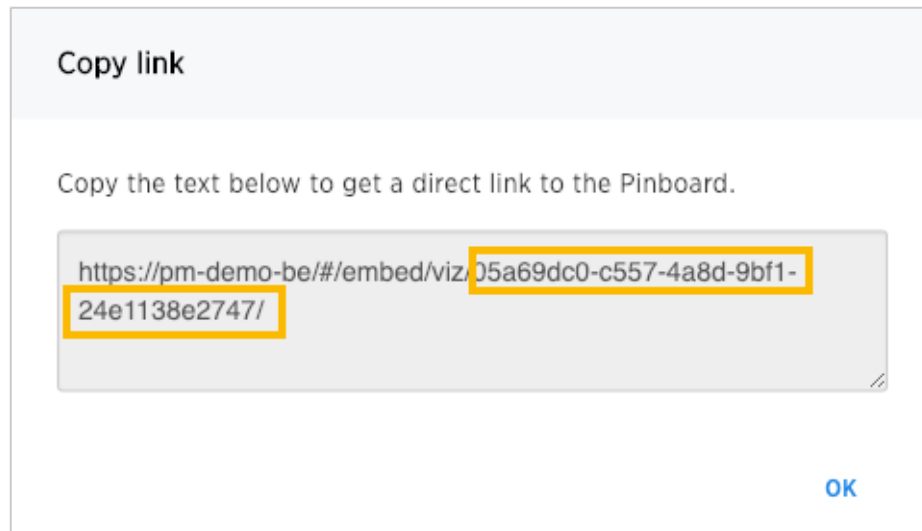 Copy link
Copy the text below to get a direct link to the Pinboard.
https://pm-demo-be/#/embed/viz/05a69dc0-c557-4a8d-9bf1-
24e1138e2747/
OK